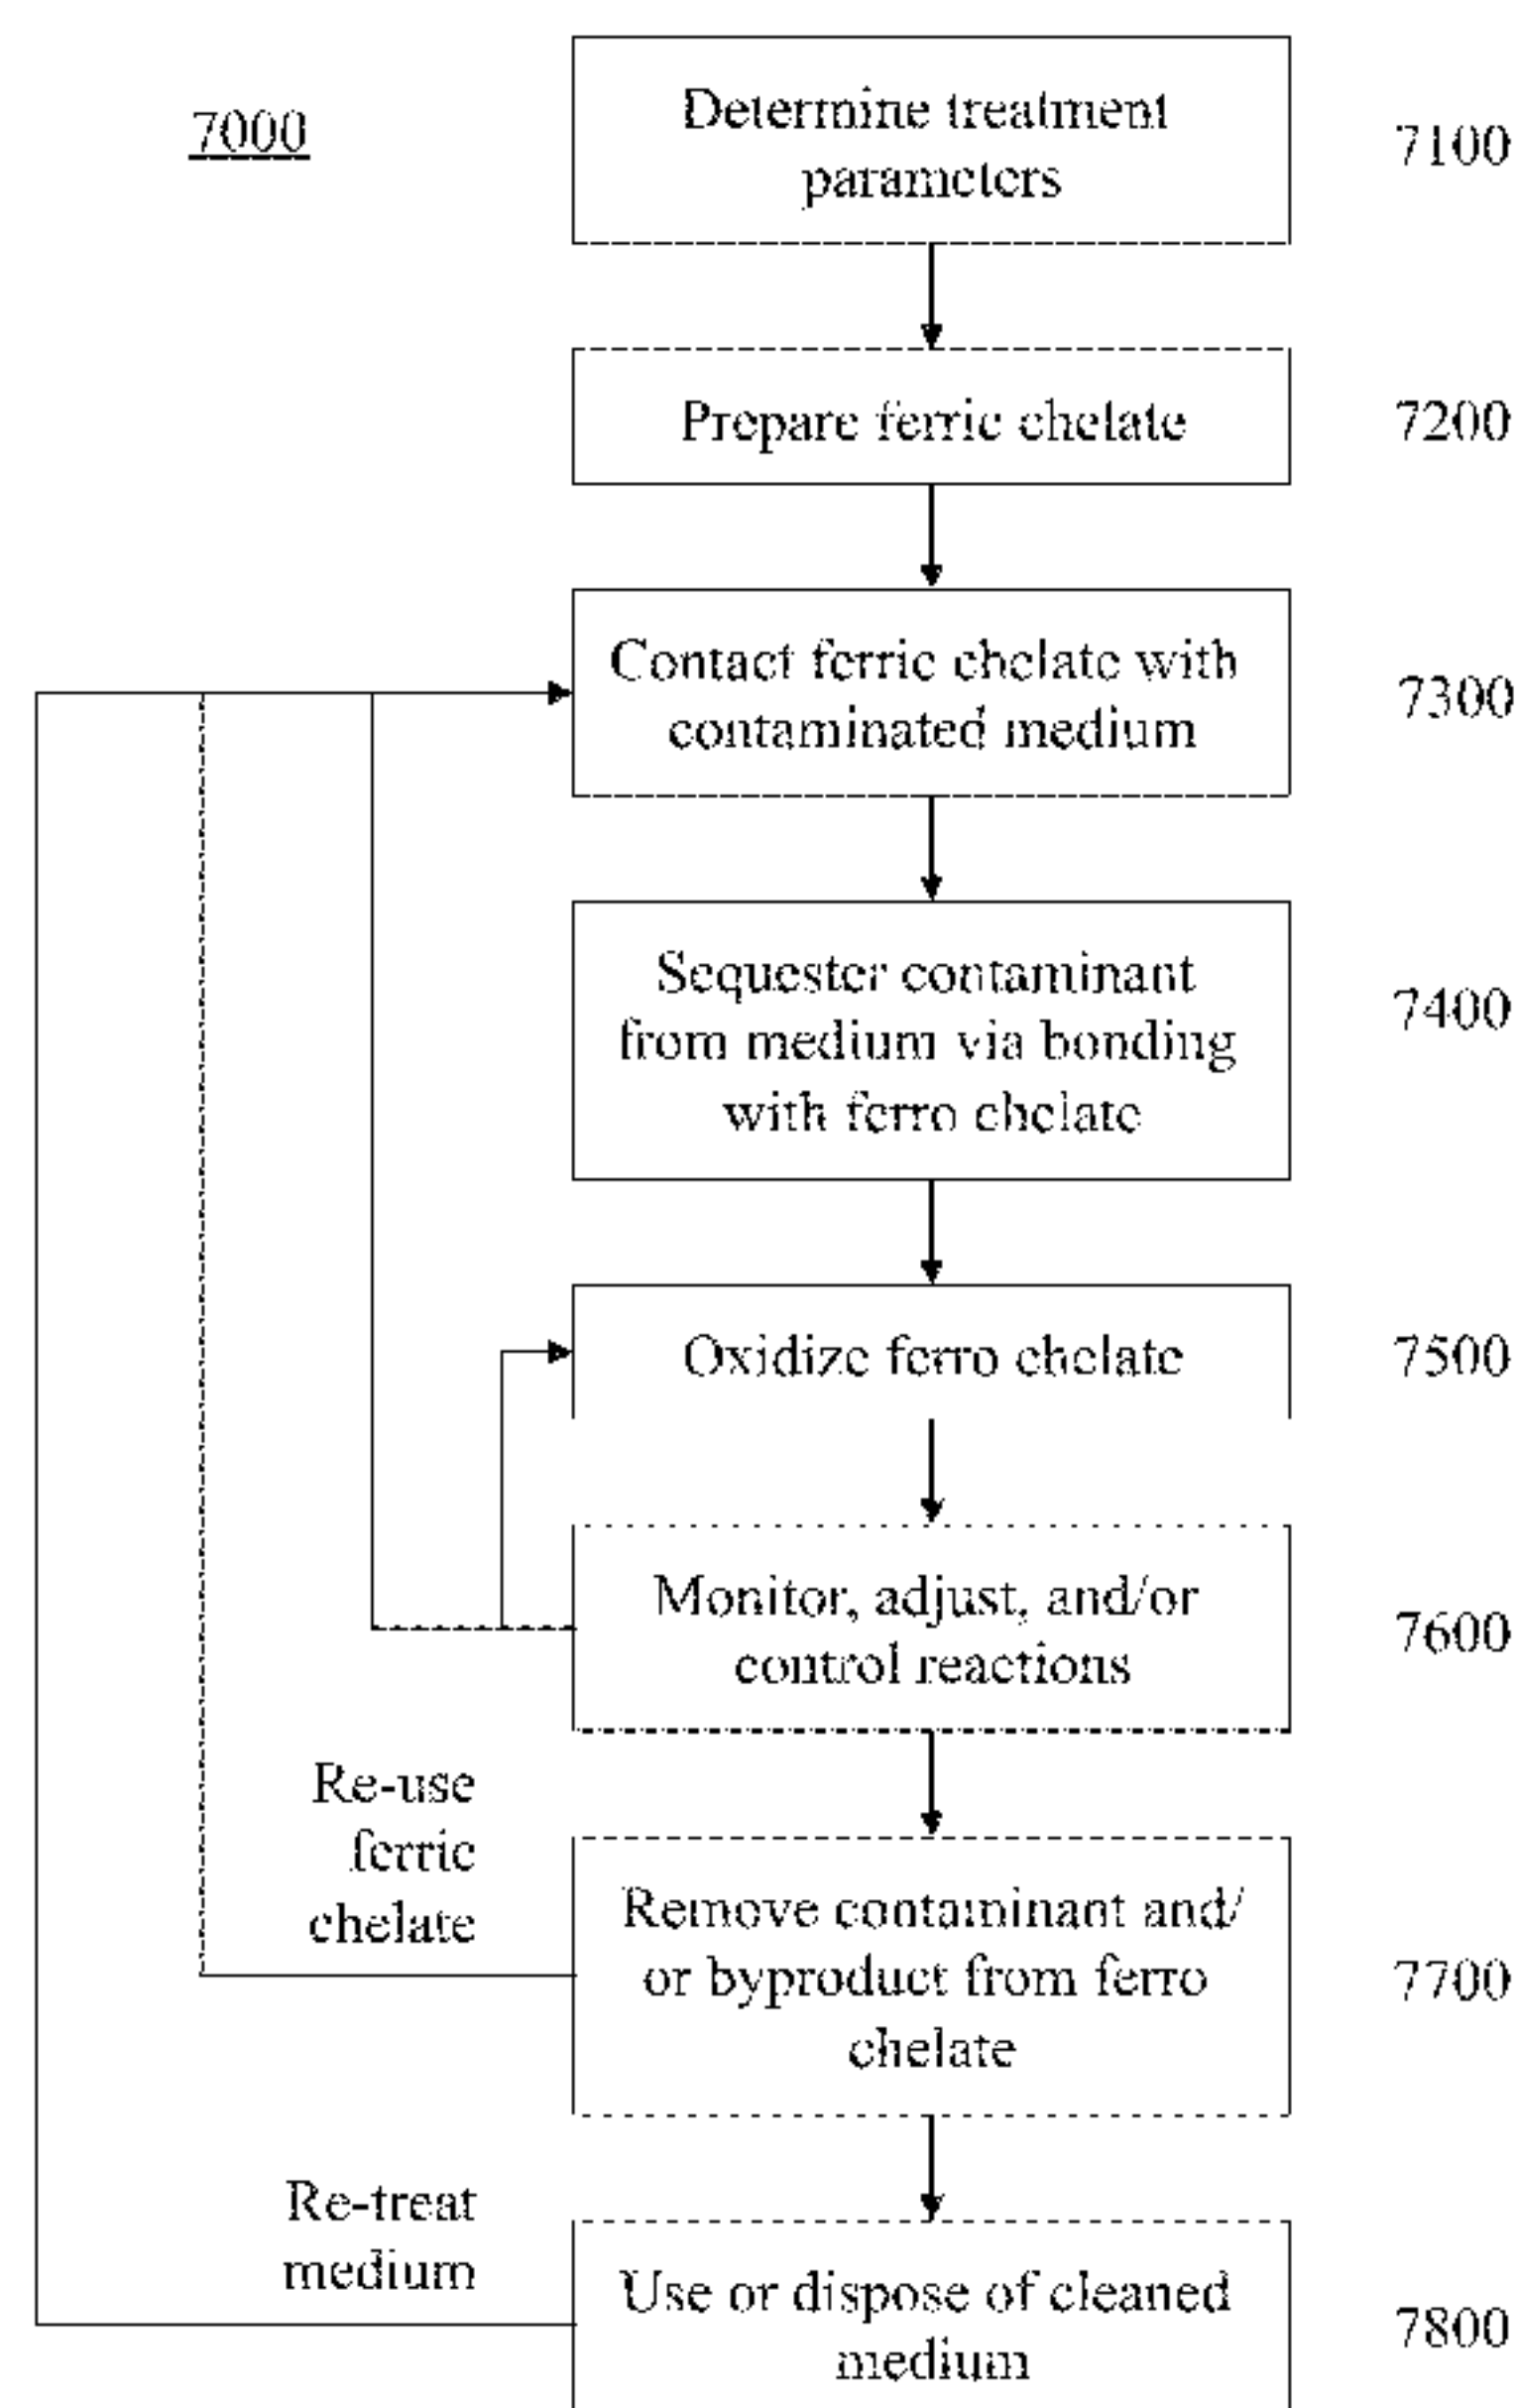 7000
Determine treatment
parameters
7100
Prepare ferric chelate
7200
Contact ferric chelate with
contaminated medium
7300
Sequester contaminant
from medium via bonding
with ferro chelate
7400
Oxidize ferro chelate
7500
Monitor, adjust, and/or
control reactions
7600
Re-use
ferric
chelate
Remove contaminant and/
or byproduct from ferro
chelate
7700
Re-treat
medium
Use or dispose of cleaned
medium
7800